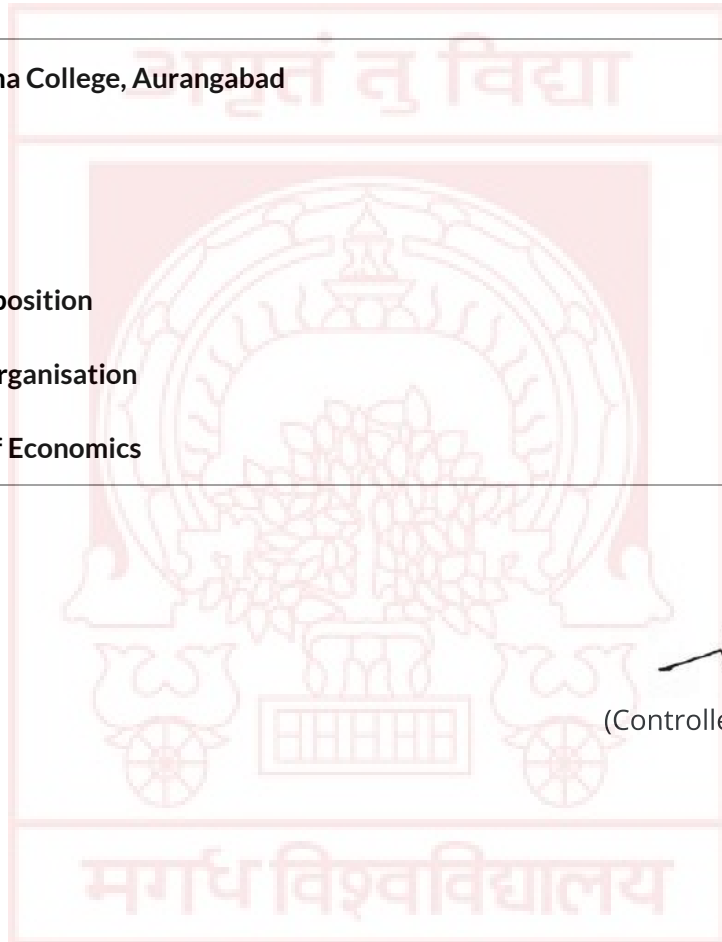 अमृतं तु विद्या
na College, Aurangabad
position
rganisation
f Economics
(Controlle
मगध विश्वविद्यालय